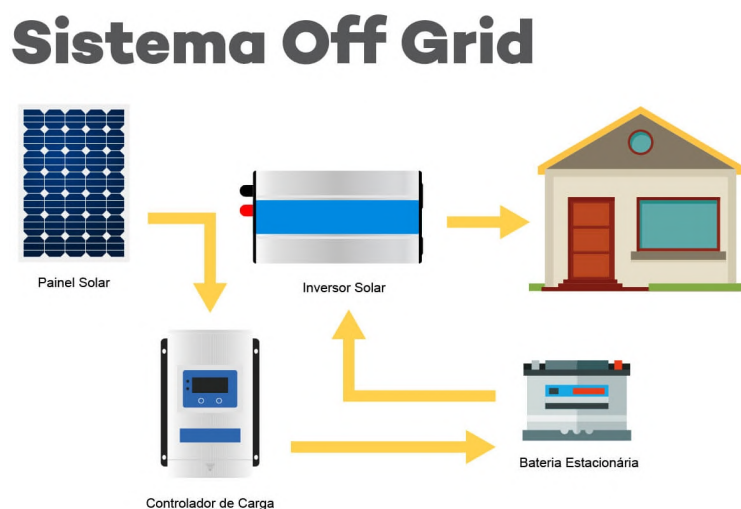 Sistema Off Grid
Painel Solar
Inversor Solar
Bateria Estacionária
Controlador de Carga